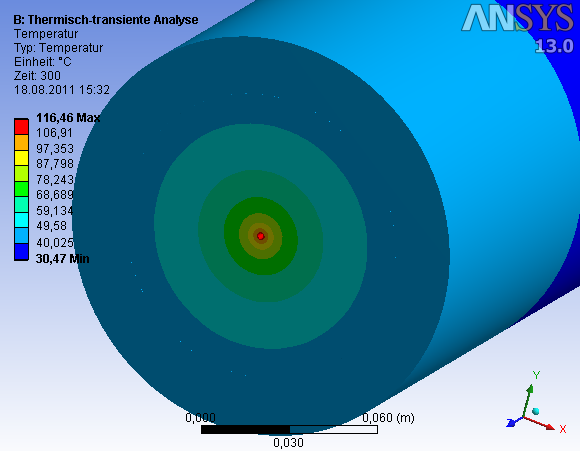 B: Thermisch-transiente Analyse
Temperatur
Typ: Temperatur
Einheit: °C
Zeit: 300
18.08.2011 15:32
ANSYS
13.0
116,46 Max
106,91
97,353
87,798
78,243
68,689
59,134
49,58
40,025
30,47 Min
0,000
0,060 (m)
0,030
Y
Z
X